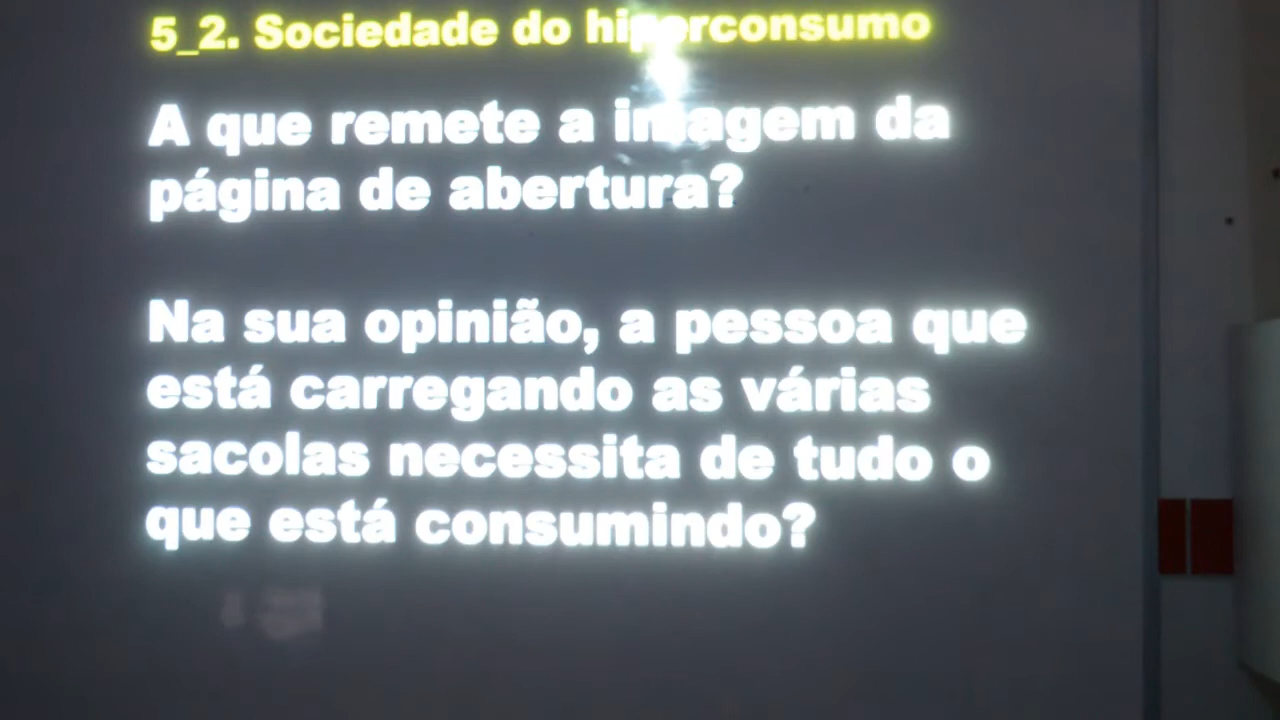 5_2. Sociedade do hiperconsumo
A que remete a imagem da
página de abertura?
Na sua opinião, a pessoa que
está carregando as várias
sacolas necessita de tudo o
que está consumindo?